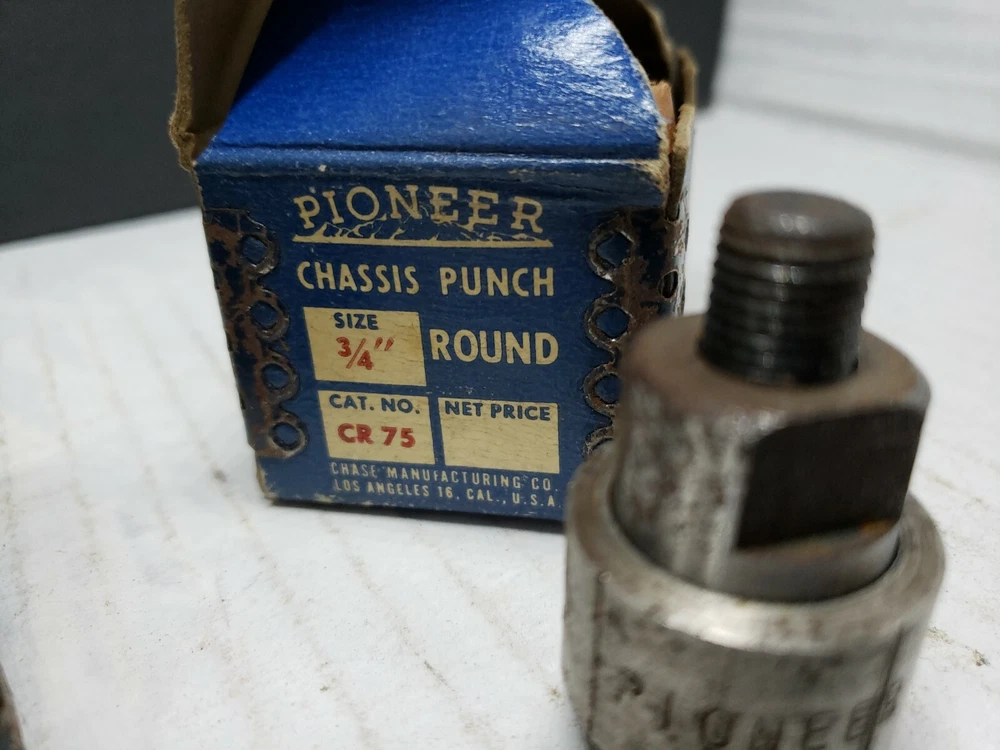 PIONEER
CHASSIS PUNCH
SIZE
3/4"
ROUND
CAT. NO.
CR 75
NET PRICE
CHASE MANUFACTURING CO.
LOS ANGELES 16, CAL., U.S.A.
PIONEER